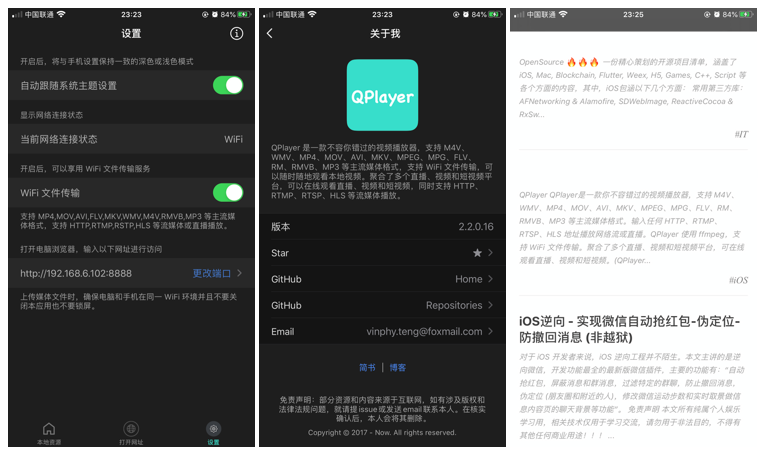 中国联通
23:23
84%
设置
开启后，将与手机设置保持一致的深色或浅色模式
自动跟随系统主题设置
显示网络连接状态
当前网络连接状态
WiFi
开启后，可以享用 WiFi 文件传输服务
WiFi 文件传输
支持 MP4,MOV,AVI,FLV,MKV,WMV,M4V,RMVB,MP3 等主流媒
体格式，支持 HTTP,RTMP,RSTP,HLS 等流媒体或直播播放。
打开电脑浏览器，输入以下网址进行访问
http://192.168.6.102:8888
更改端口
上传媒体文件时，确保电脑和手机在同一 WiFi 环境并且不要关
闭本应用也不要锁屏。
本地资源
打开网址
设置
中国联通
23:23
84%
关于我
QPlayer
QPlayer 是一款不容错过的视频播放器，支持 M4V、
WMV、MP4、MOV、AVI、MKV、MPEG、MPG、FLV、
RM、RMVB、MP3 等主流媒体格式，支持 WiFi 文件传输，可
以随时随地观看本地视频。聚合了多个直播、视频和短视频平
台，可以在线观看直播、视频和短视频，同时支持 HTTP、
RTMP、RTSP、HLS 等流媒体播放。
版本
2.2.0.16
Star
GitHub
Home
GitHub
Repositories
Email
vinphy.teng@foxmail.com
简书 | 博客
免责声明：部分资源和内容来源于互联网，如有涉及版权和
法律法规问题，就请提issue或发送email联系本人。在核实
确认后，本人会将其删除。
Copyright © 2017 - Now. All rights reserved.
中国联通
23:25
84%
OpenSource 🔥🔥🔥 一份精心策划的开源项目清单，涵盖了
iOS, Mac, Blockchain, Flutter, Weex, H5, Games, C++, Script 等
各个方面的内容，其中，iOS包涵以下几个方面： 常用第三方库：
AFNetworking & Alamofire, SDWebImage, ReactiveCocoa &
RxSw...
#IT
QPlayer QPlayer是一款你不容错过的视频播放器，支持 M4V、
WMV、MP4、MOV、AVI、MKV、MPEG、MPG、FLV、RM、
RMVB、MP3 等主流媒体格式。输入任何 HTTP、RTMP、
RTSP、HLS 地址播放网络流或直播。QPlayer 使用 ffmpeg、支
持 WiFi 文件传输。聚合了多个直播、视频和短视频平台，可在线
观看直播、视频和短视频。(QPlayer...
#iOS
iOS逆向 - 实现微信自动抢红包-伪定位-
防撤回消息 (非越狱)
对于 iOS 开发者来说，iOS 逆向工程并不陌生。本文主讲的是逆
向微信，开发功能最全的最新版微信插件，主要的功能有："自动
抢红包，屏蔽消息和群消息，过滤特定的群聊，防止撤回消息，
伪定位 (朋友圈和附近的人)，修改微信运动步数和实时取景做信
息内容页的聊天背景等功能"。 免责声明 本文所有纯属个人娱乐
学习用，相关技术仅用于学习交流，请勿用于非法目的，不得有
其他任何商业用途！！！ ...